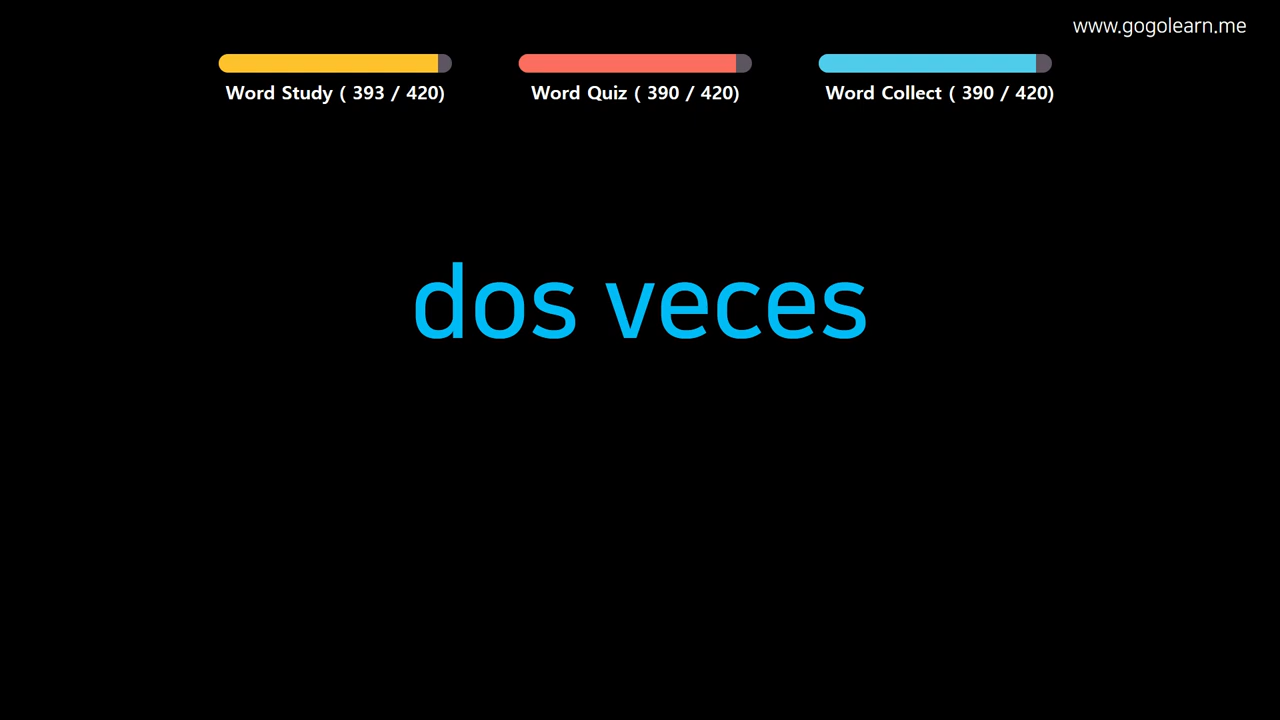 www.gogolearn.me
Word Study ( 393 / 420)
Word Quiz ( 390 / 420)
Word Collect ( 390 / 420)
dos veces